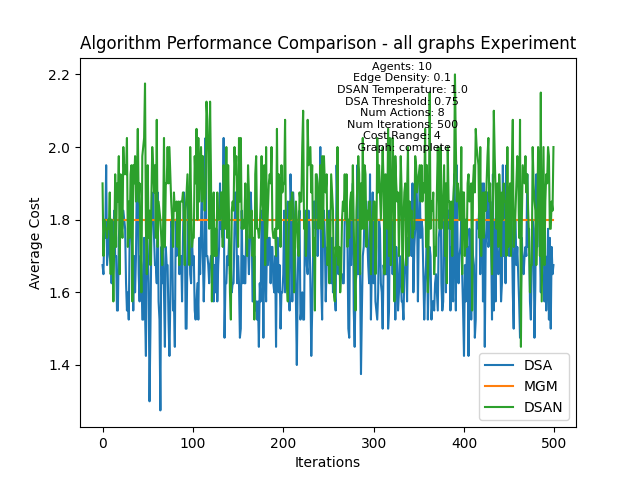 Algorithm Performance Comparison - all graphs Experiment
Agents: 10
Edge Density: 0.1
DSAN Temperature: 1.0
DSA Threshold: 0.75
Num Actions: 8
Num Iterations: 500
Cost Range: 4
Graph: complete
2.2
2.0
1.8
1.6
1.4
Average Cost
0
100
200
300
400
500
Iterations
DSA
MGM
DSAN